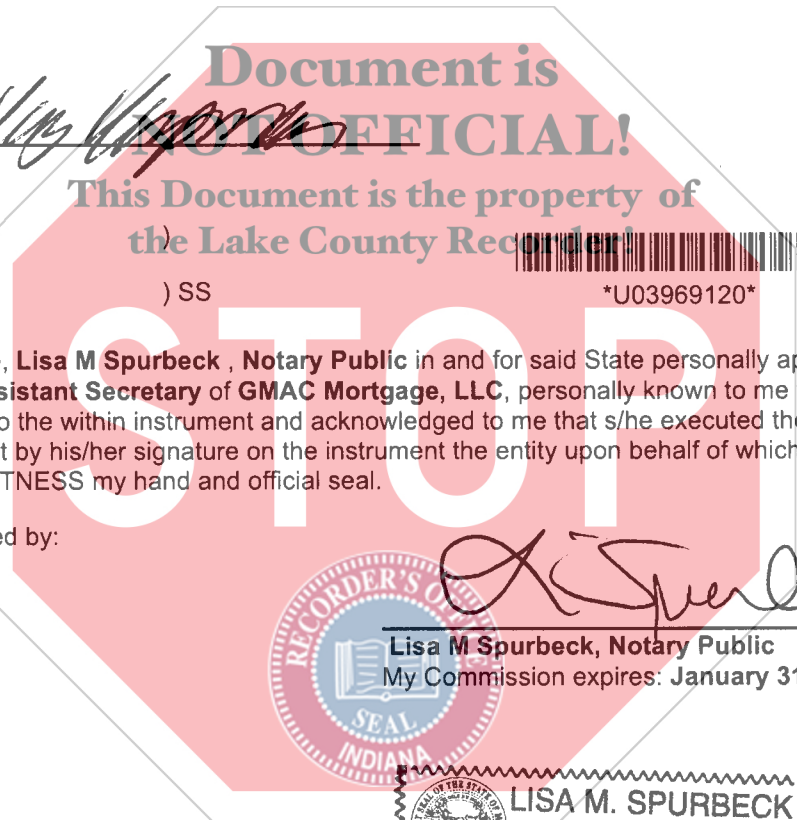 Document is
NOT OFFICIAL!
This Document is the property of
the Lake County Recorder!
)
) SS
*U03969120*
, Lisa M Spurbeck , Notary Public in and for said State personally ap
sistant Secretary of GMAC Mortgage, LLC, personally known to me
o the within instrument and acknowledged to me that s/he executed the
t by his/her signature on the instrument the entity upon behalf of which
TNESS my hand and official seal.
ed by:
STOP
Lisa M Spurbeck, Notary Public
My Commission expires: January 31
RECORDER'S OFFICE
SEAL
INDIANA
LISA M. SPURBECK